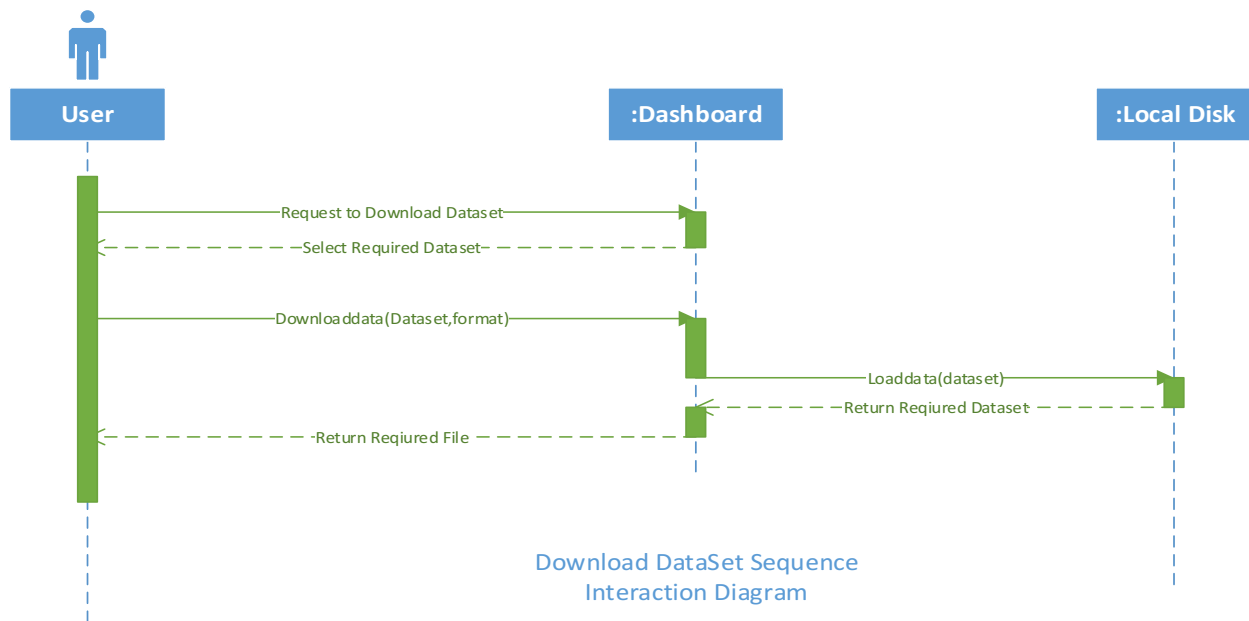 User
:Dashboard
:Local Disk
Request to Download Dataset
Select Required Dataset
Downloaddata(Dataset,format)
Loaddata(dataset)
Return Reqiured Dataset
Return Reqiured File
Download DataSet Sequence
Interaction Diagram